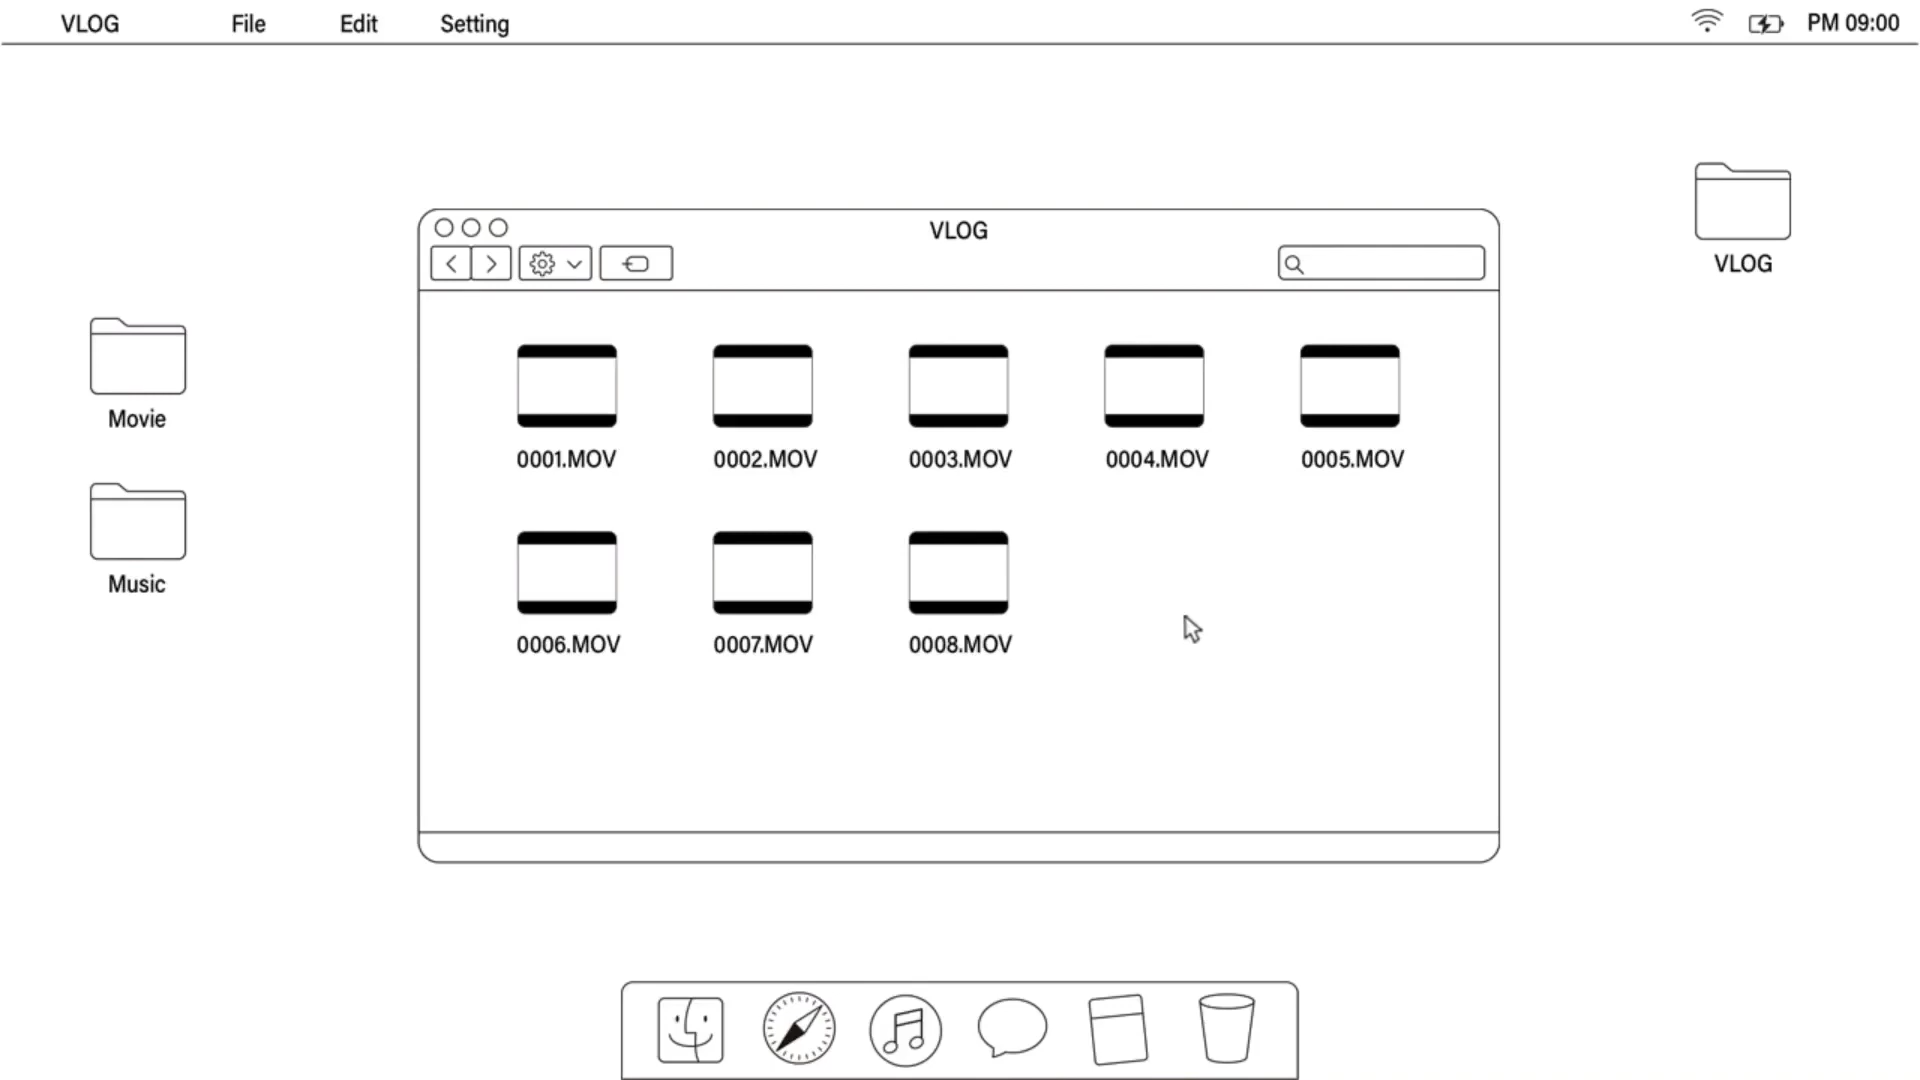 VLOG File Edit Setting PM 09:00
VLOG
VLOG
Movie
Music
0001.MOV 0002.MOV 0003.MOV 0004.MOV 0005.MOV
0006.MOV 0007.MOV 0008.MOV